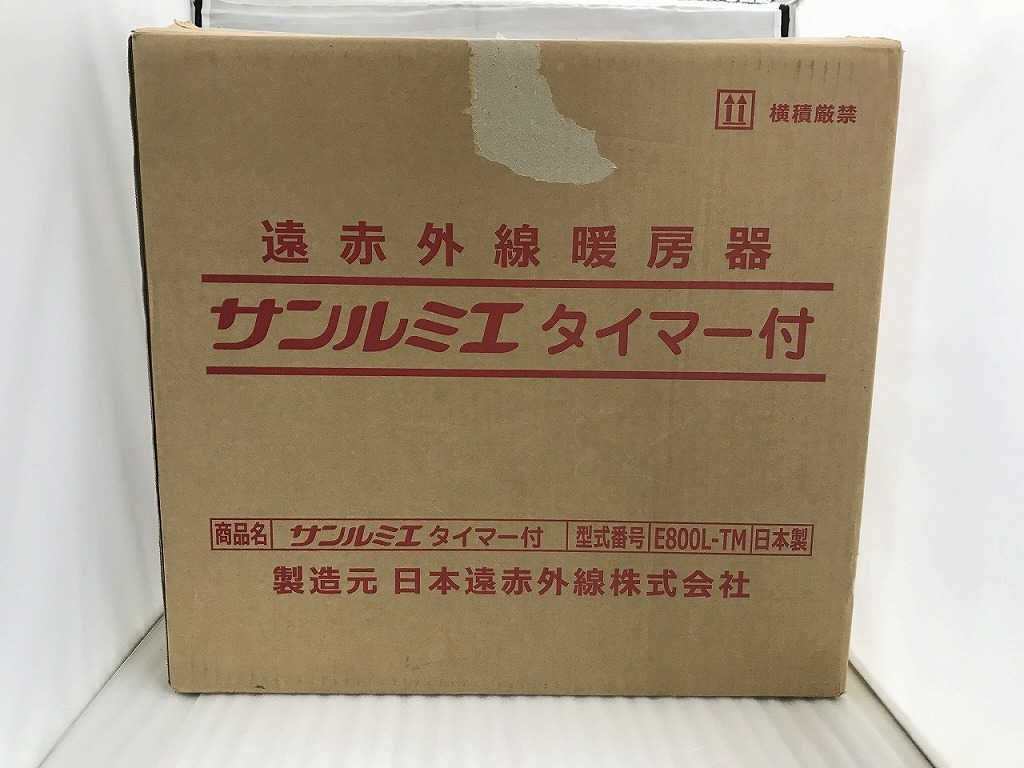 横積厳禁
遠赤外線暖房器
サンルミエ タイマー付
商品名 サンルミエ タイマー付 型式番号 E800L-TM 日本製
製造元 日本遠赤外線株式会社